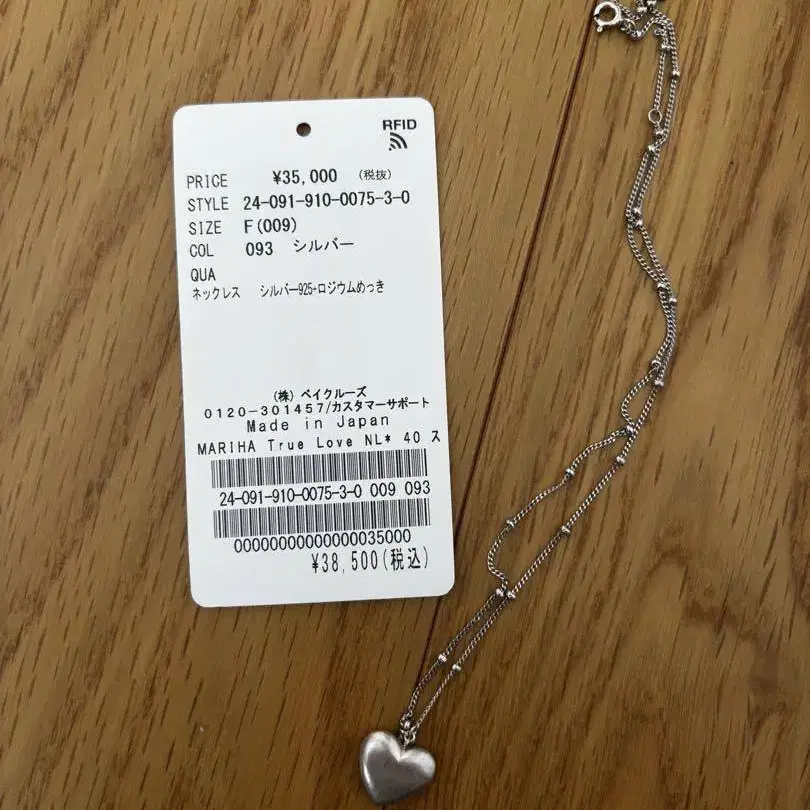 RFID
PRICE ¥35,000 (税抜)
STYLE 24-091-910-0075-3-0
SIZE F(009)
COL 093 シルバー
QUA
ネックレス シルバー925+ロジウムめっき
(株) ベイクルーズ
0120-301457/カスタマーサポート
Made in Japan
MARIHA True Love NL* 40 ス
24-091-910-0075-3-0 009 093
00000000000000035000
¥38,500(税込)